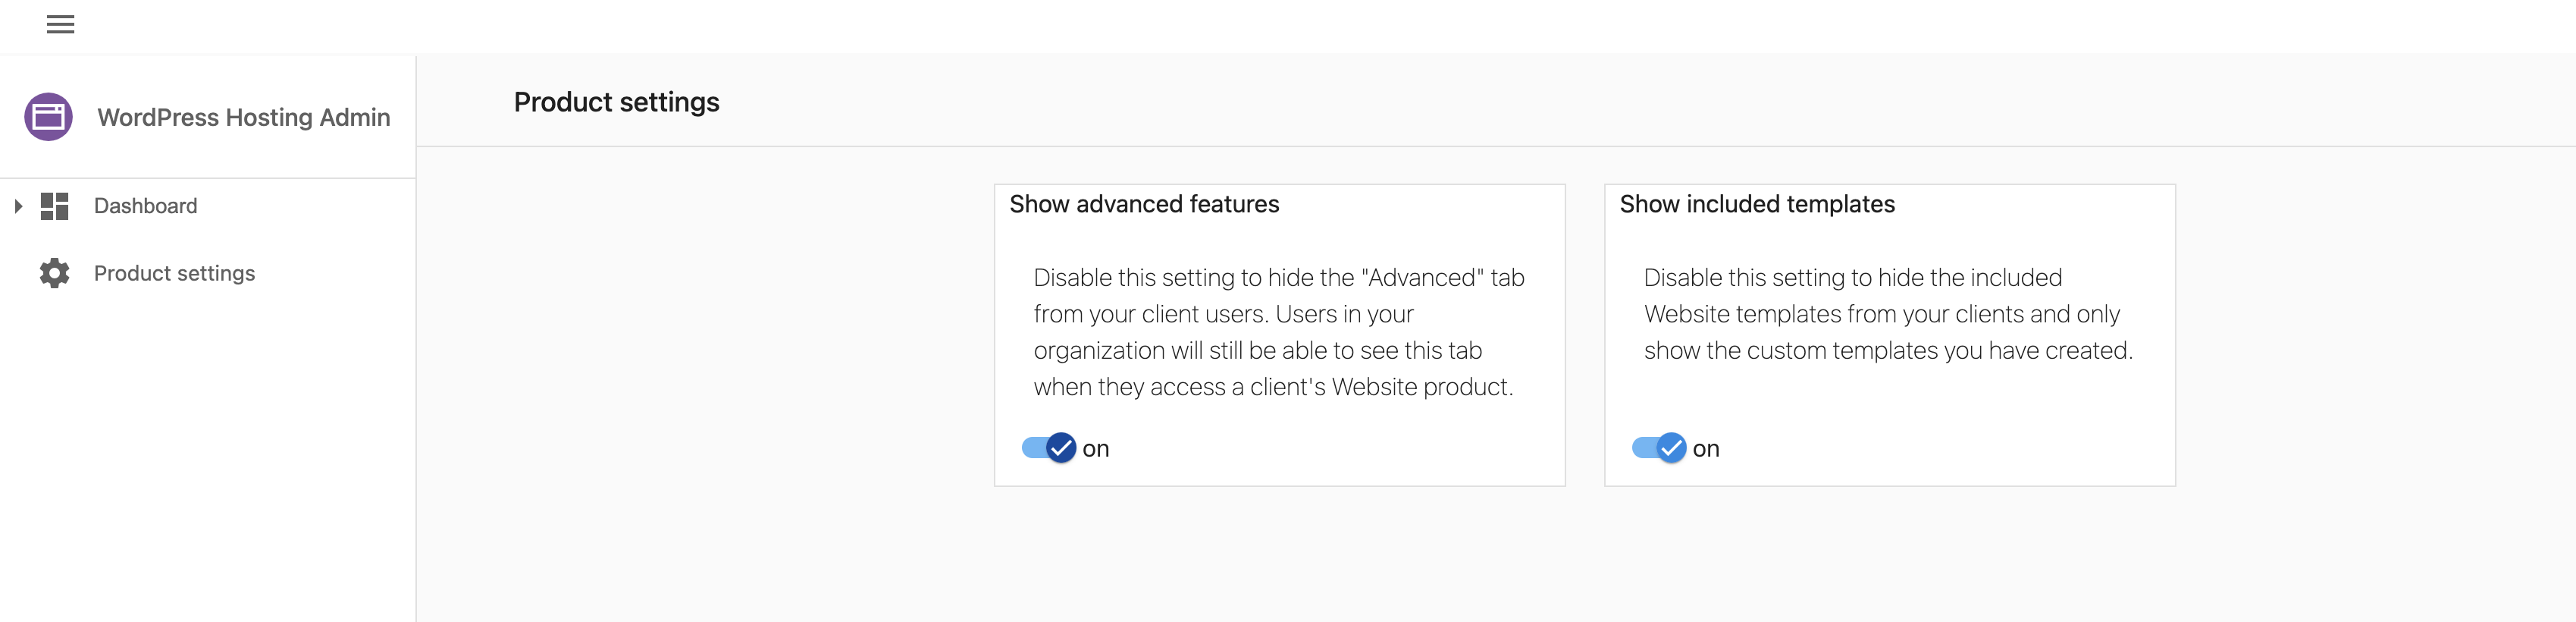 WordPress Hosting Admin
Dashboard
Product settings
Product settings
Show advanced features
Disable this setting to hide the "Advanced" tab
from your client users. Users in your
organization will still be able to see this tab
when they access a client's Website product.
on
Show included templates
Disable this setting to hide the included
Website templates from your clients and only
show the custom templates you have created.
on